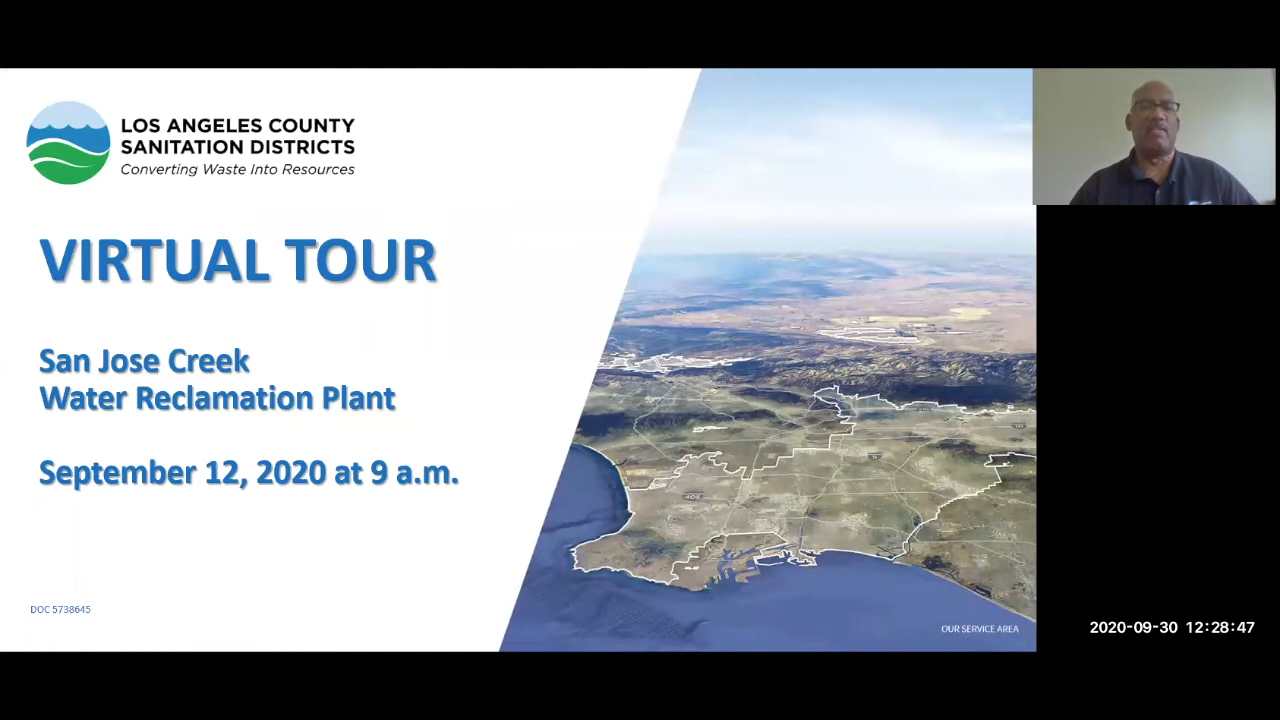 LOS ANGELES COUNTY
SANITATION DISTRICTS
Converting Waste Into Resources
VIRTUAL TOUR
San Jose Creek
Water Reclamation Plant
September 12, 2020 at 9 a.m.
DOC 5738645
405
OUR SERVICE AREA
2020-09-30 12:28:47